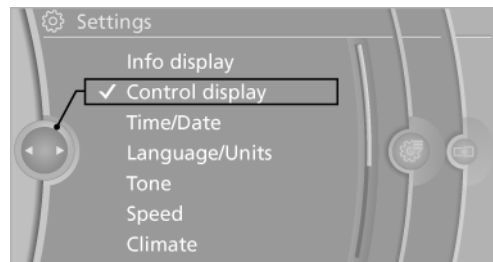 Settings
Info display
✓ Control display
Time/Date
Language/Units
Tone
Speed
Climate